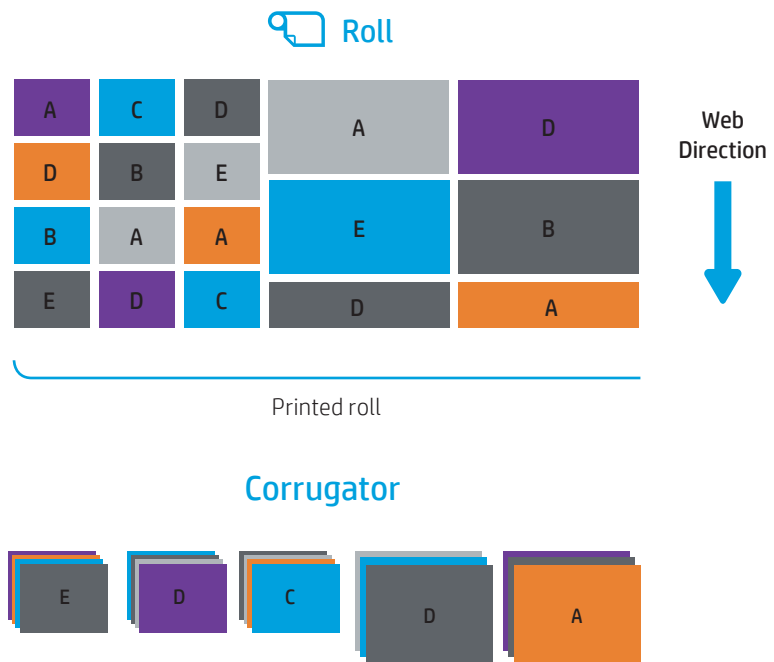 Roll
A C D A D
D B E
B A A E B
E D C D A
Web
Direction
Printed roll
Corrugator
E D C D A